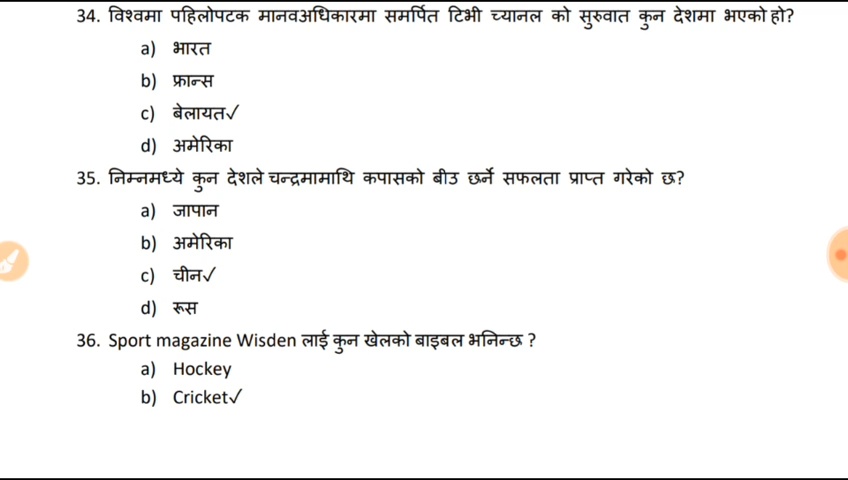 34. विश्वमा पहिलोपटक मानवअधिकारमा समर्पित टिभी च्यानल को सुरुवात कुन देशमा भएको हो?
a) भारत
b) फ्रान्स
c) बेलायत✓
d) अमेरिका
35. निम्नमध्ये कुन देशले चन्द्रमामाथि कपासको बीउ छर्ने सफलता प्राप्त गरेको छ?
a) जापान
b) अमेरिका
c) चीन✓
d) रूस
36. Sport magazine Wisden लाई कुन खेलको बाइबल भनिन्छ ?
a) Hockey
b) Cricket✓